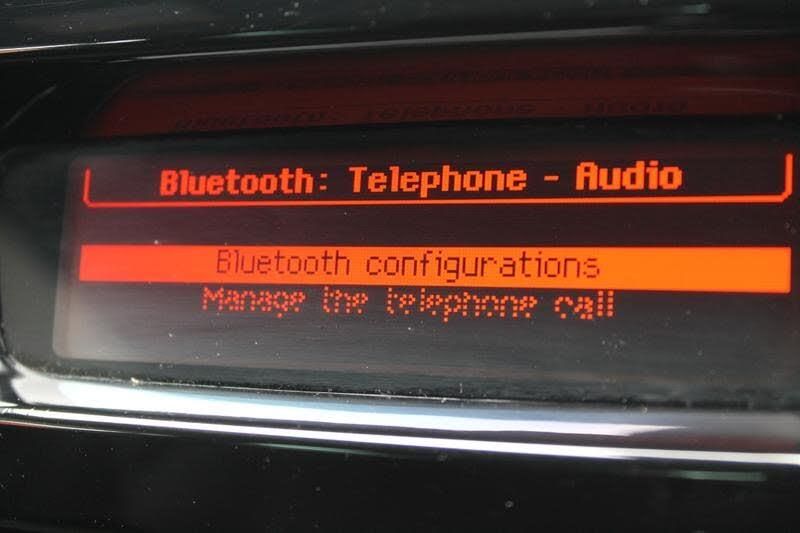 Bluetooth: Telephone - Audio
Bluetooth configurations
Manage the telephone call